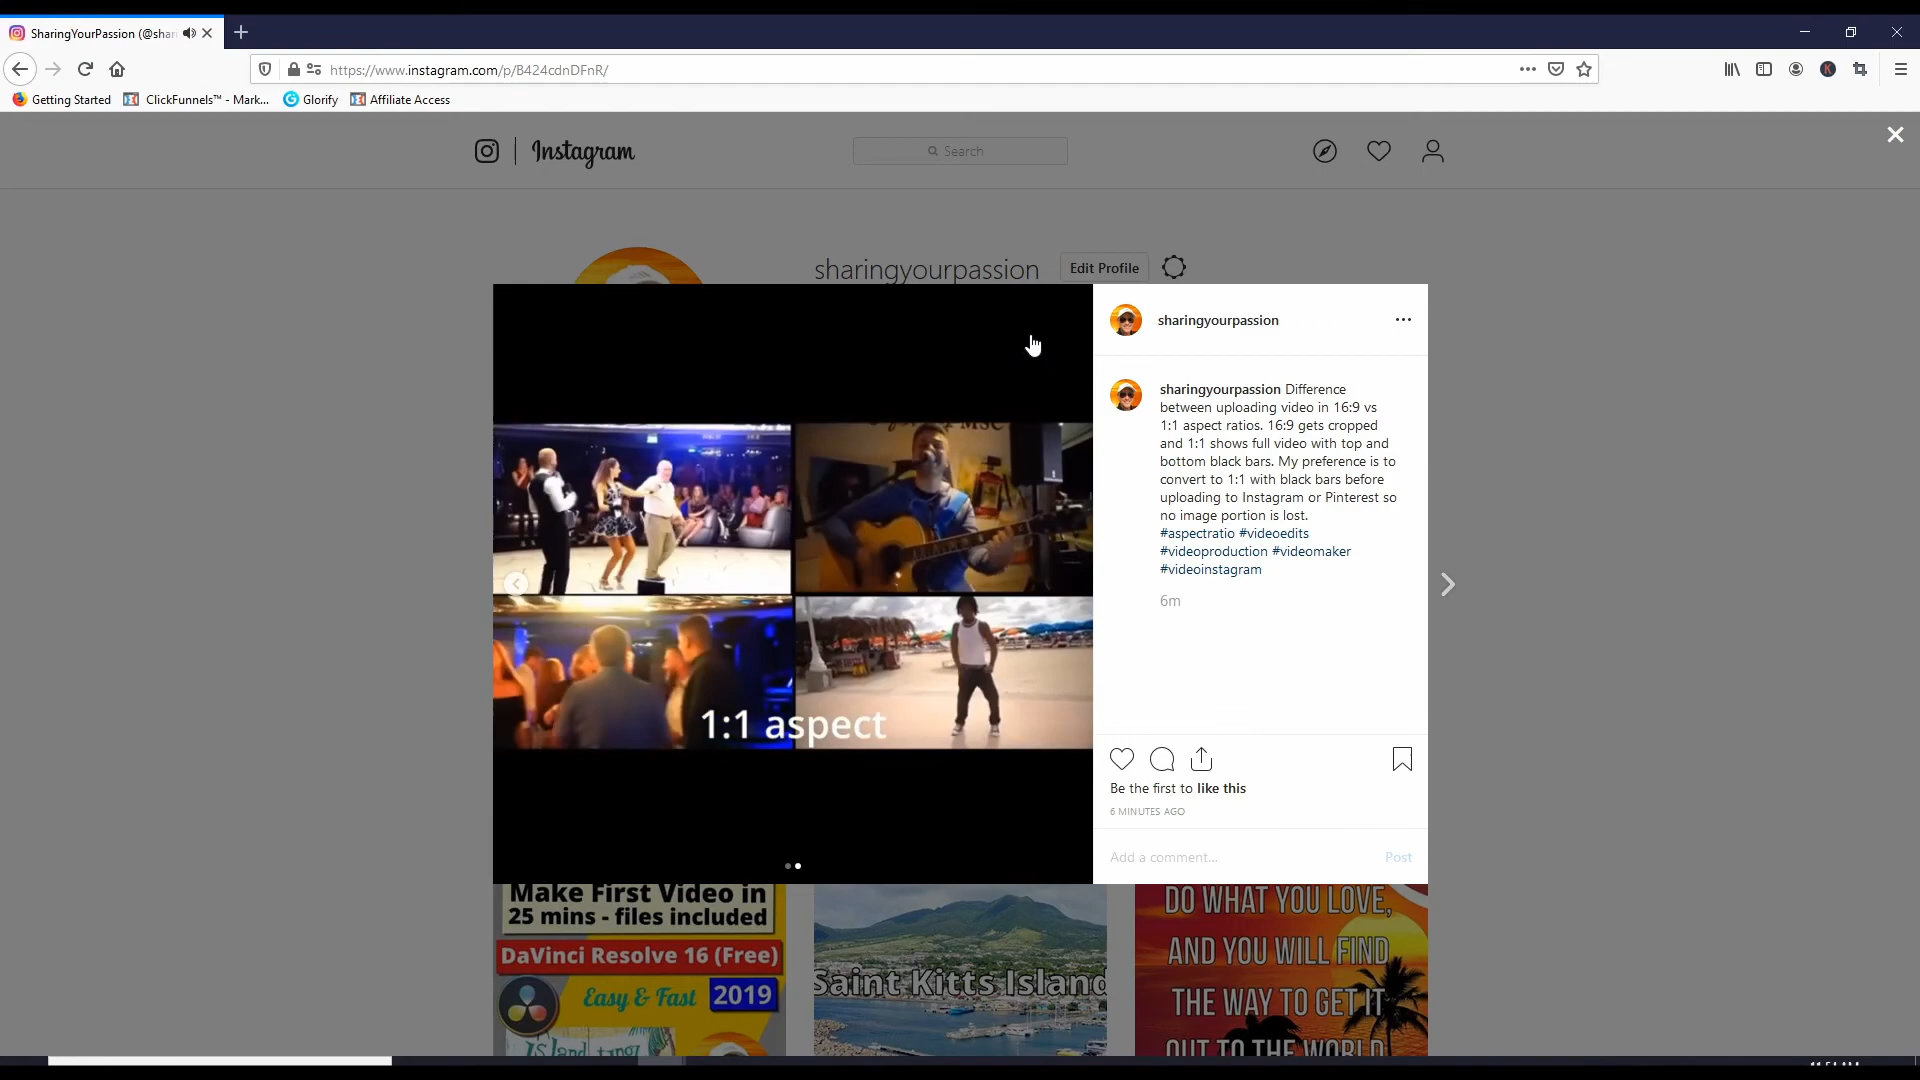 SharingYourPassion (@shar
https://www.instagram.com/p/B424cdnDFnR/
Getting Started
ClickFunnels™ - Mark...
Glorify
Affiliate Access
Instagram
Search
sharingyourpassion
Edit Profile
1:1 aspect
sharingyourpassion
sharingyourpassion Difference
between uploading video in 16:9 vs
1:1 aspect ratios. 16:9 gets cropped
and 1:1 shows full video with top and
bottom black bars. My preference is to
convert to 1:1 with black bars before
uploading to Instagram or Pinterest so
no image portion is lost.
#aspectratio #videoedits
#videoproduction #videomaker
#videoinstagram
6m
Be the first to like this
6 MINUTES AGO
Add a comment...
Post
Make First Video in
25 mins - files included
DaVinci Resolve 16 (Free)
Easy & Fast
2019
Saint Kitts Island
DO WHAT YOU LOVE,
AND YOU WILL FIND
THE WAY TO GET IT
OUT TO THE WORLD